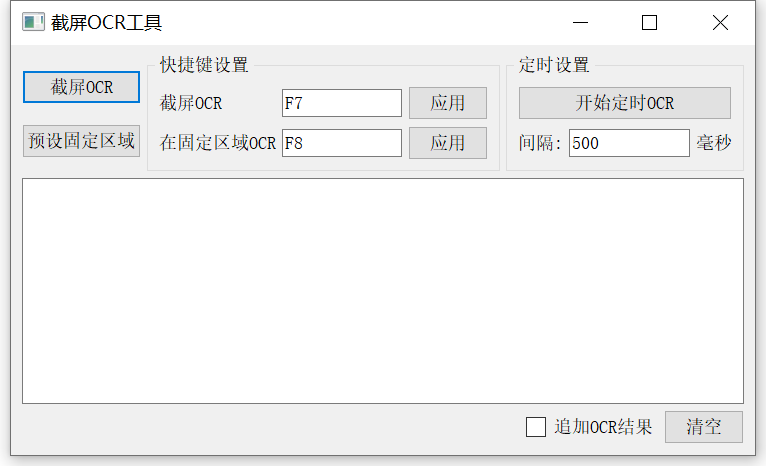 截屏OCR工具
截屏OCR
预设固定区域
快捷键设置
截屏OCR F7 应用
在固定区域OCR F8 应用
定时设置
开始定时OCR
间隔: 500 毫秒
追加OCR结果 清空